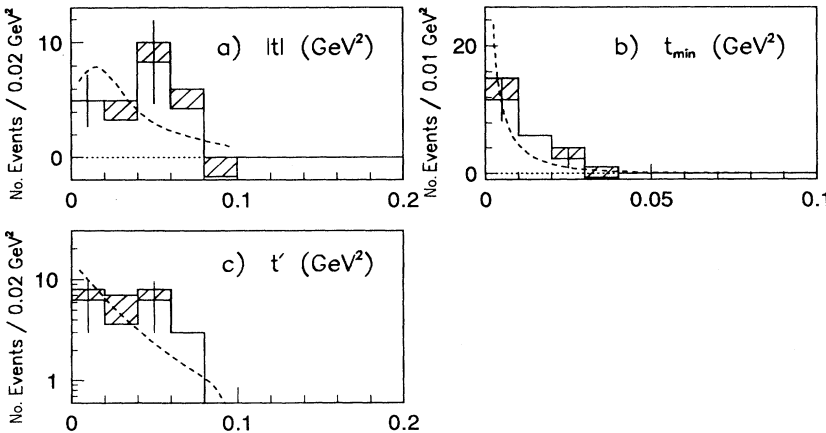 No. Events / 0.02 GeV²
10
0
a) |t| (GeV²)
0
0.1
0.2
No. Events / 0.01 GeV²
20
0
b) t_min (GeV²)
0
0.05
0.1
No. Events / 0.02 GeV²
10
1
c) t′ (GeV²)
0
0.1
0.2